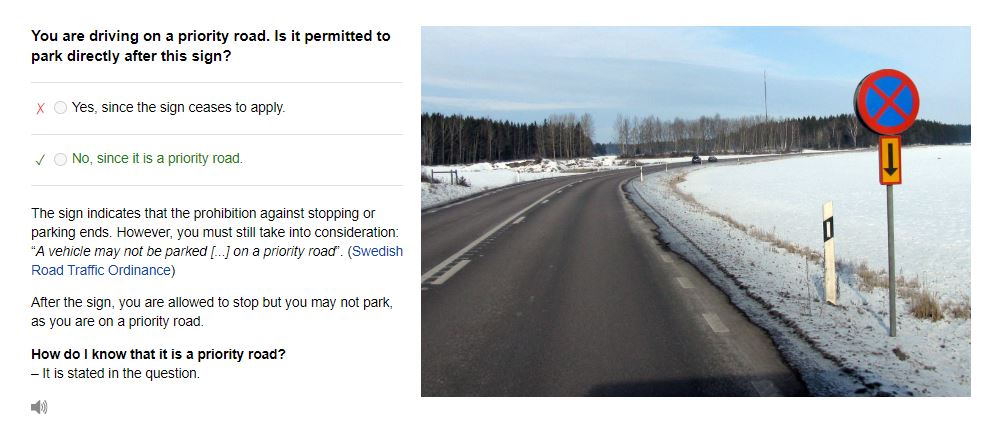 You are driving on a priority road. Is it permitted to
park directly after this sign?
X Yes, since the sign ceases to apply.
✓ No, since it is a priority road.
The sign indicates that the prohibition against stopping or
parking ends. However, you must still take into consideration:
“A vehicle may not be parked [...] on a priority road”. (Swedish
Road Traffic Ordinance)
After the sign, you are allowed to stop but you may not park,
as you are on a priority road.
How do I know that it is a priority road?
– It is stated in the question.